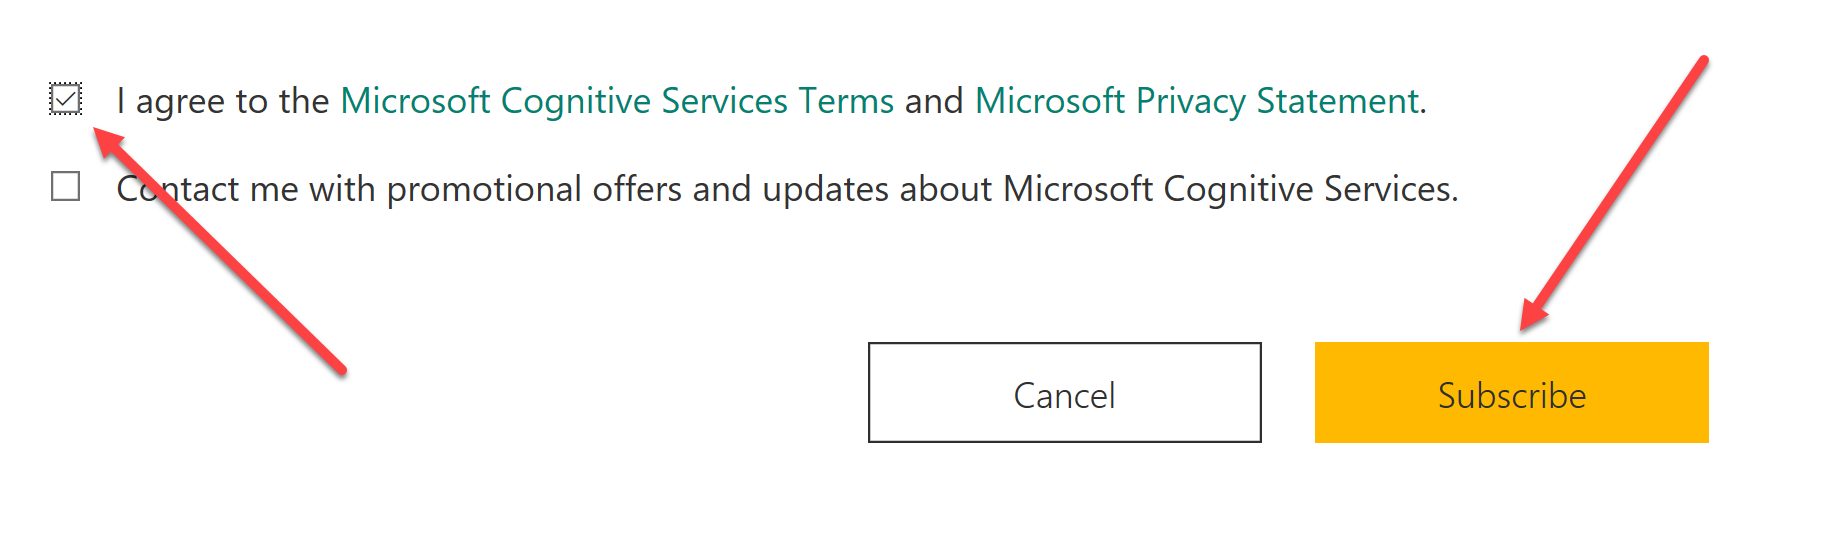 I agree to the Microsoft Cognitive Services Terms and Microsoft Privacy Statement.
Contact me with promotional offers and updates about Microsoft Cognitive Services.
Cancel
Subscribe